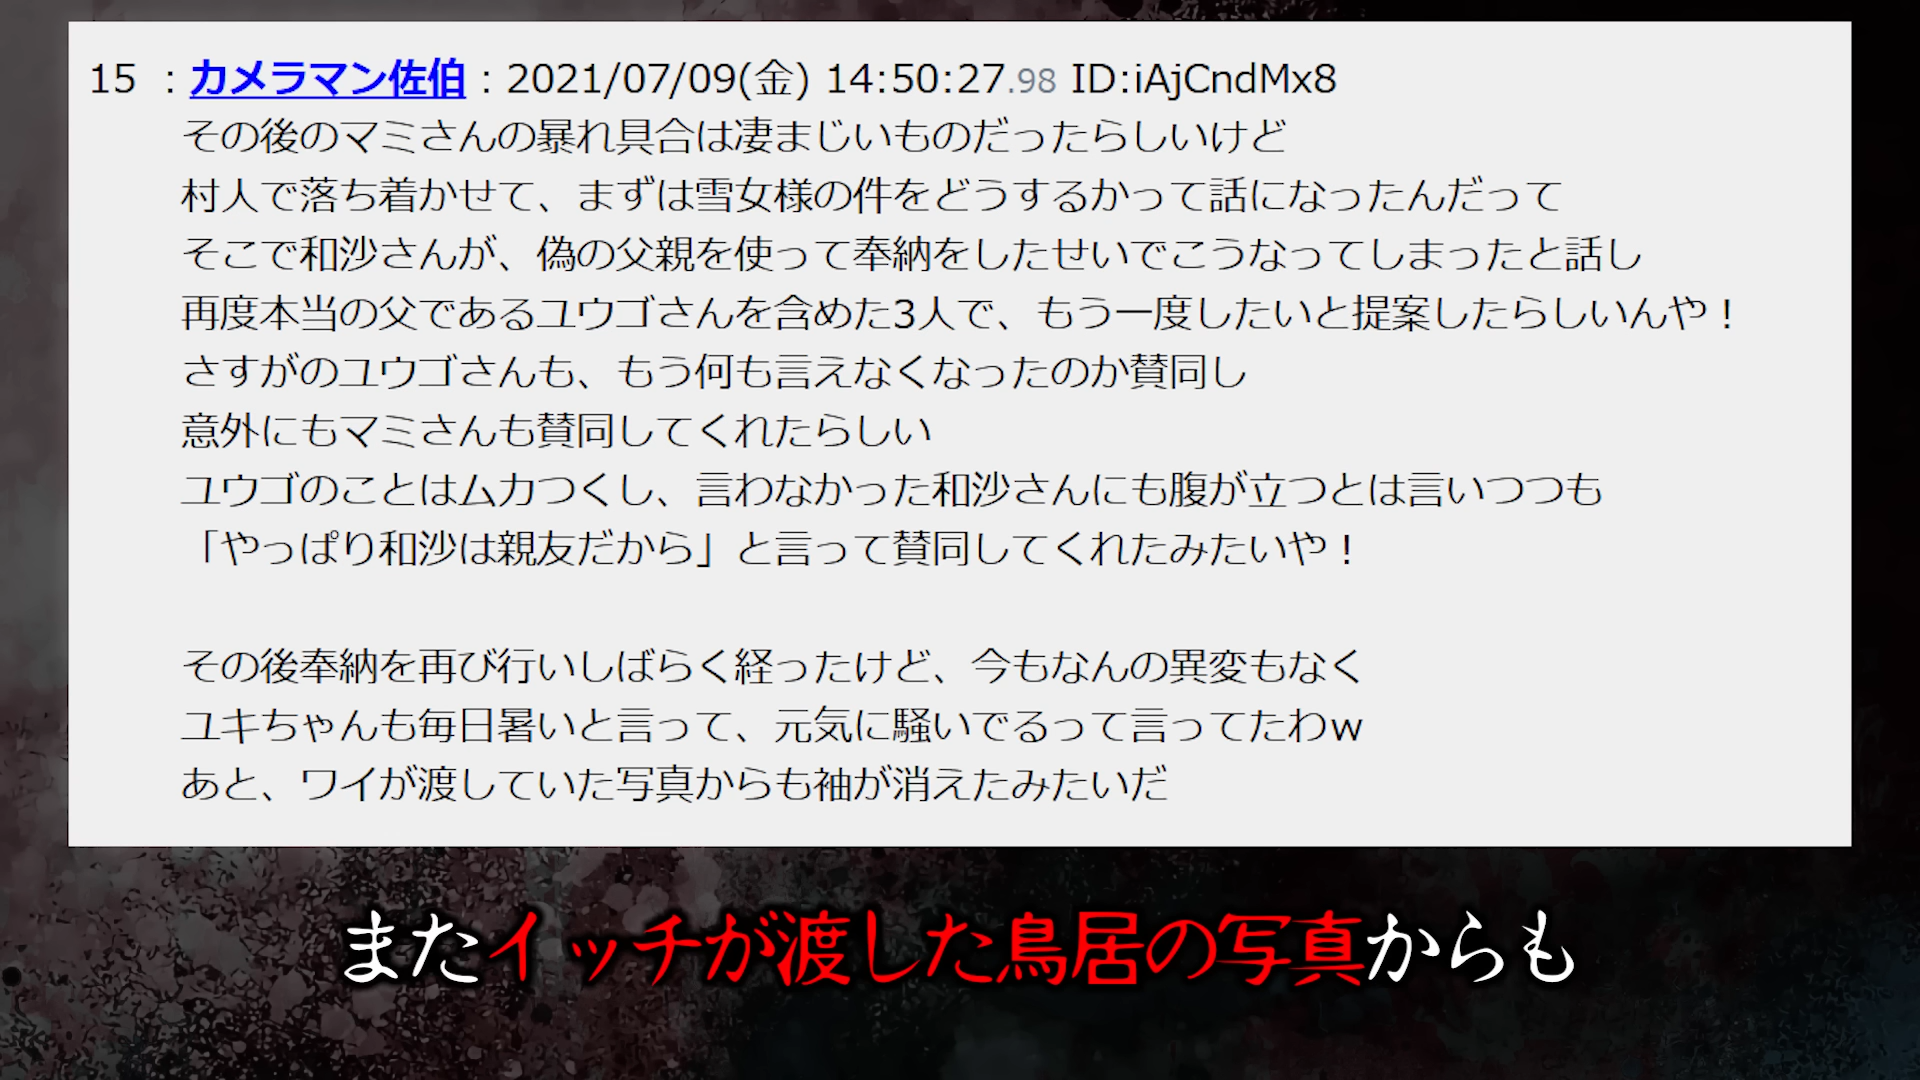 15 ：カメラマン佐伯：2021/07/09(金) 14:50:27.98 ID:iAjCndMx8
その後のマミさんの暴れ具合は凄まじいものだったらしいけど
村人で落ち着かせて、まずは雪女様の件をどうするかって話になったんだって
そこで和沙さんが、偽の父親を使って奉納をしたせいでこうなってしまったと話し
再度本当の父であるユウゴさんを含めた3人で、もう一度したいと提案したらしいんや！
さすがのユウゴさんも、もう何も言えなくなったのか賛同し
意外にもマミさんも賛同してくれたらしい
ユウゴのことはムカつくし、言わなかった和沙さんにも腹が立つとは言いつつも
「やっぱり和沙は親友だから」と言って賛同してくれたみたいや！
その後奉納を再び行いしばらく経ったけど、今もなんの異変もなく
ユキちゃんも毎日暑いと言って、元気に騒いでるって言ってたわw
あと、ワイが渡していた写真からも袖が消えたみたいだ
またイッチが渡した鳥居の写真からも